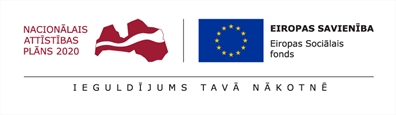 NACIONĀLAIS
ATTĪSTĪBAS
PLĀNS 2020
EIROPAS SAVIENĪBA
Eiropas Sociālais
fonds
IEGULDĪJUMS TAVĀ NĀKOTNĒ